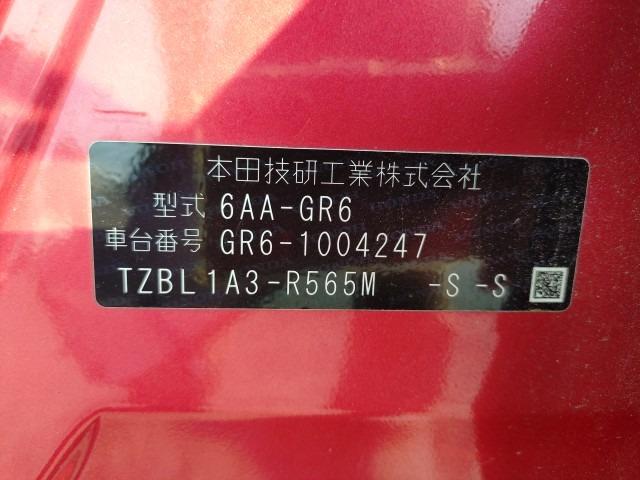 本田技研工業株式会社
型式 6AA-GR6
車台番号 GR6-1004247
TZBL1A3-R565M -S -S